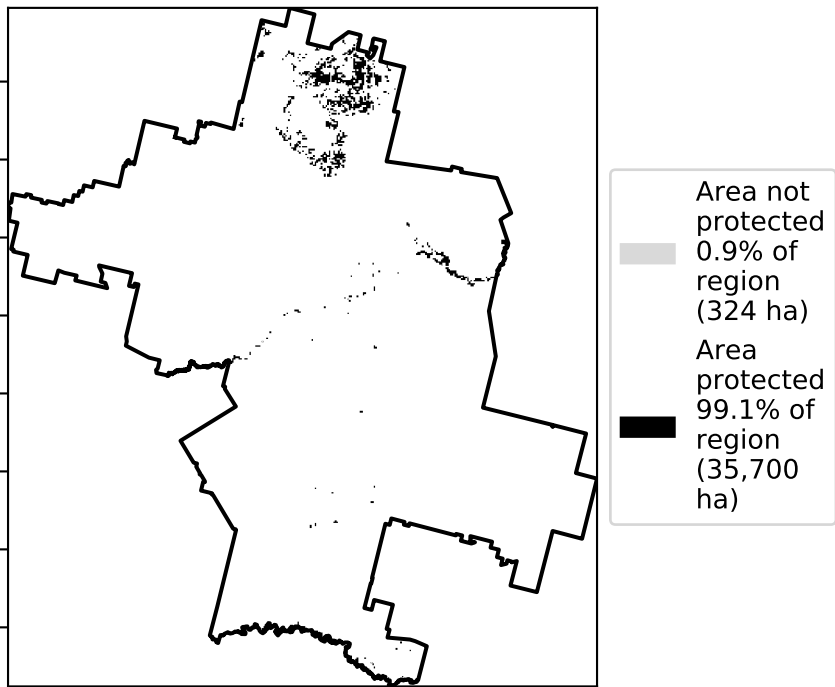 Area not
protected
0.9% of
region
(324 ha)
Area
protected
99.1% of
region
(35,700
ha)